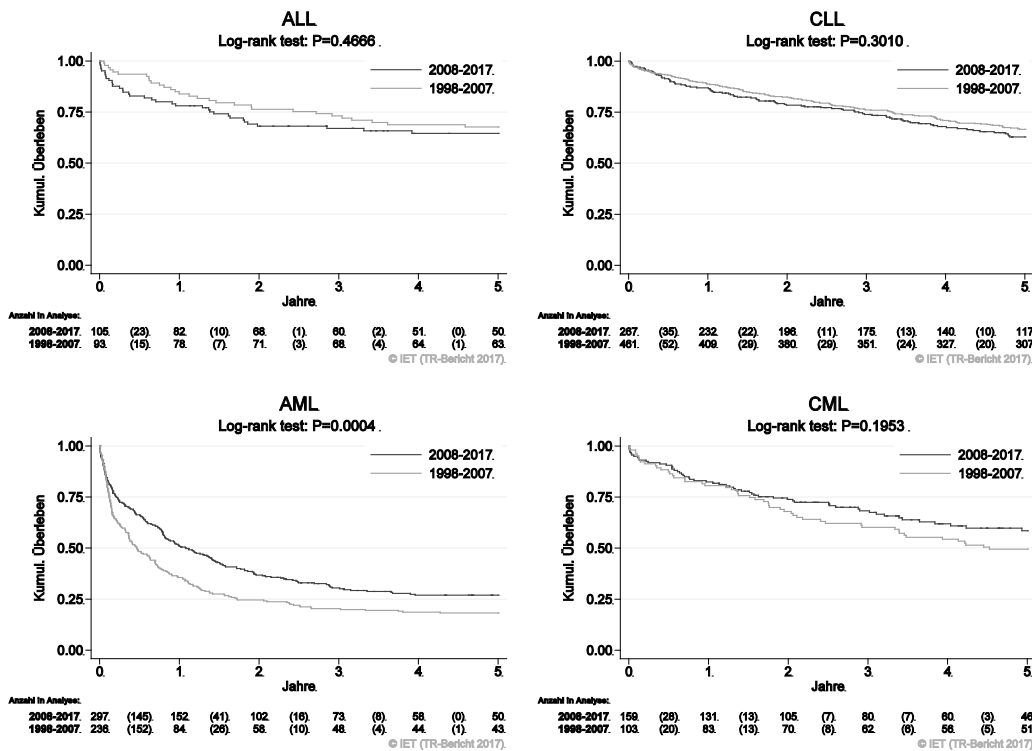 ALL
Log-rank test: P=0.4666 .
2008-2017.
1998-2007.
Kumul. Überleben
1.00.
0.75.
0.50.
0.25.
0.00.
0. 1. 2. 3. 4. 5.
Jahre.
Anzahl in Analyse:.
2008-2017. 105. (23). 82. (10). 68. (1). 60. (2). 51. (0). 50.
1998-2007. 93. (15). 78. (7). 71. (3). 68. (4). 64. (1). 63.
© IET (TR-Bericht 2017).
CLL
Log-rank test: P=0.3010 .
2008-2017.
1998-2007.
Kumul. Überleben
1.00.
0.75.
0.50.
0.25.
0.00.
0. 1. 2. 3. 4. 5.
Jahre.
Anzahl in Analyse:.
2008-2017. 267. (35). 232. (22). 196. (11). 175. (13). 140. (10). 117
1998-2007. 461. (52). 409. (29). 380. (29). 351. (24). 327. (20). 307
© IET (TR-Bericht 2017).
AML
Log-rank test: P=0.0004 .
2008-2017.
1998-2007.
Kumul. Überleben
1.00.
0.75.
0.50.
0.25.
0.00.
0. 1. 2. 3. 4. 5.
Jahre.
Anzahl in Analyse:.
2008-2017. 297. (145). 152. (41). 102. (16). 73. (8). 58. (0). 50.
1998-2007. 236. (152). 84. (26). 58. (10). 48. (4). 44. (1). 43.
© IET (TR-Bericht 2017).
CML
Log-rank test: P=0.1953 .
2008-2017.
1998-2007.
Kumul. Überleben
1.00.
0.75.
0.50.
0.25.
0.00.
0. 1. 2. 3. 4. 5.
Jahre.
Anzahl in Analyse:.
2008-2017. 159. (28). 131. (13). 105. (7). 80. (7). 60. (3). 46
1998-2007. 103. (20). 83. (13). 70. (8). 62. (6). 56. (5).
© IET (TR-Bericht 2017).